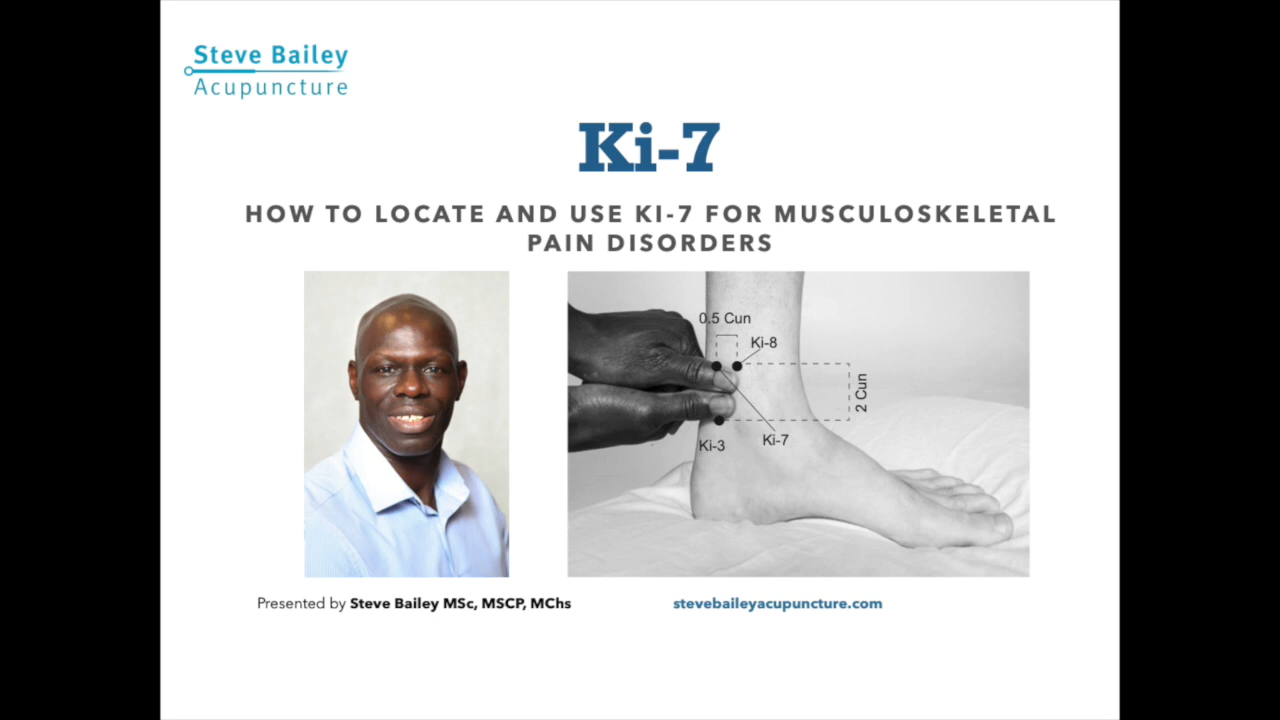 Steve Bailey
Acupuncture
Ki-7
HOW TO LOCATE AND USE KI-7 FOR MUSCULOSKELETAL
PAIN DISORDERS
0.5 Cun
Ki-8
2 Cun
Ki-7
Ki-3
Presented by Steve Bailey MSc, MSCP, MChs
stevebaileyacupuncture.com